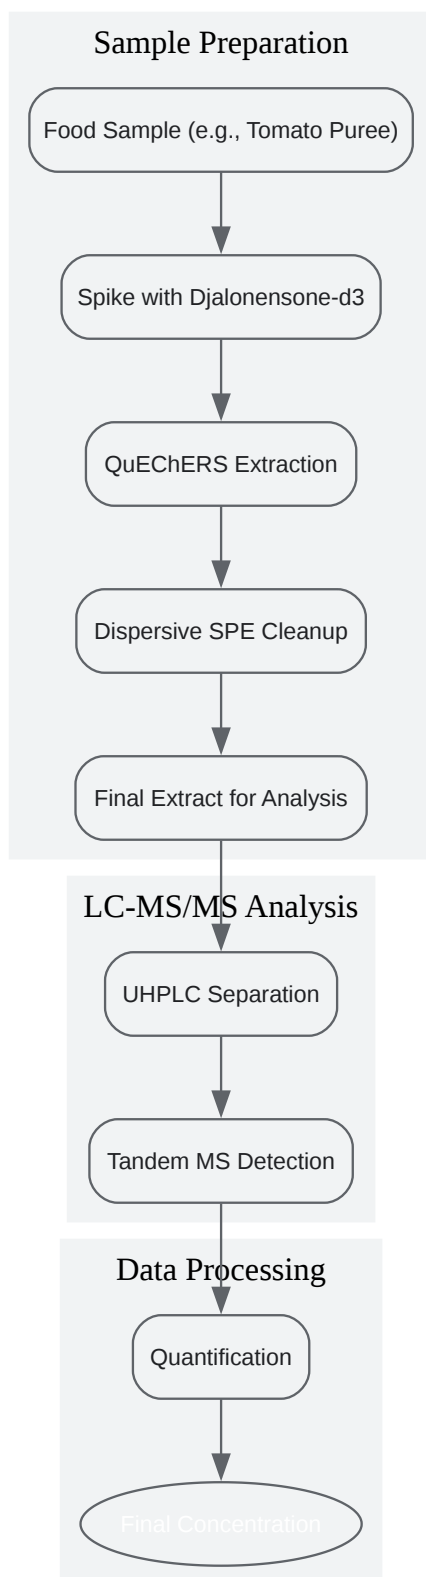 Sample Preparation
Food Sample (e.g., Tomato Puree)
Spike with Djalonensone-d3
QuEChERS Extraction
Dispersive SPE Cleanup
Final Extract for Analysis
LC-MS/MS Analysis
UHPLC Separation
Tandem MS Detection
Data Processing
Quantification
Final Concentration